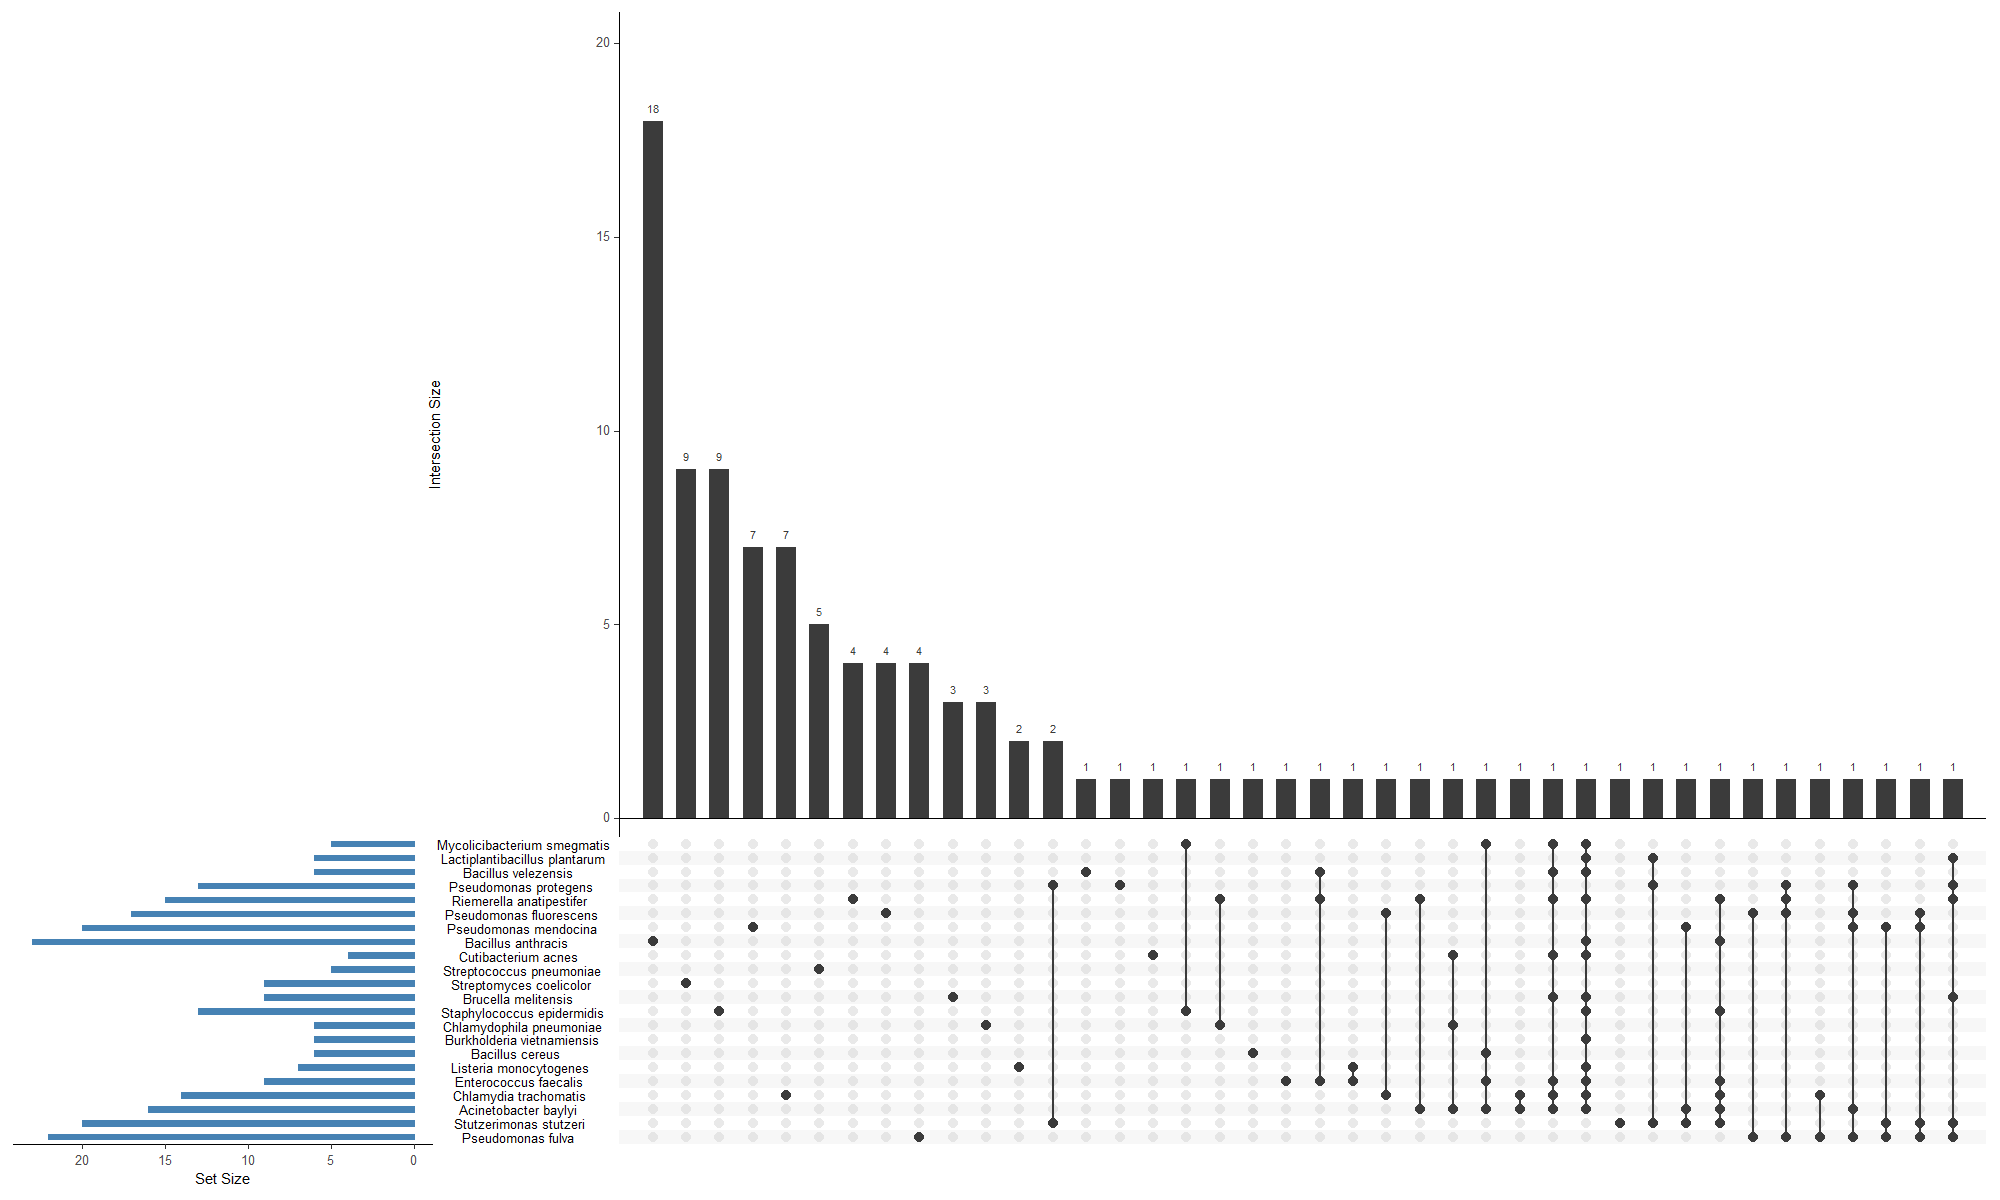 20
18
15
10
Intersection Size
9 9
7 7
5
5
4 4 4
3 3
2 2
1 1 1 1 1 1 1 1 1 1 1 1 1 1 1 1 1 1 1 1 1 1 1 1 1 1 1
0
Mycolicibacterium smegmatis
Lactiplantibacillus plantarum
Bacillus velezensis
Pseudomonas protegens
Riemerella anatipestifer
Pseudomonas fluorescens
Pseudomonas mendocina
Bacillus anthracis
Cutibacterium acnes
Streptococcus pneumoniae
Streptomyces coelicolor
Brucella melitensis
Staphylococcus epidermidis
Chlamydophila pneumoniae
Burkholderia vietnamiensis
Bacillus cereus
Listeria monocytogenes
Enterococcus faecalis
Chlamydia trachomatis
Acinetobacter baylyi
Stutzerimonas stutzeri
Pseudomonas fulva
20 15 10 5 0
Set Size